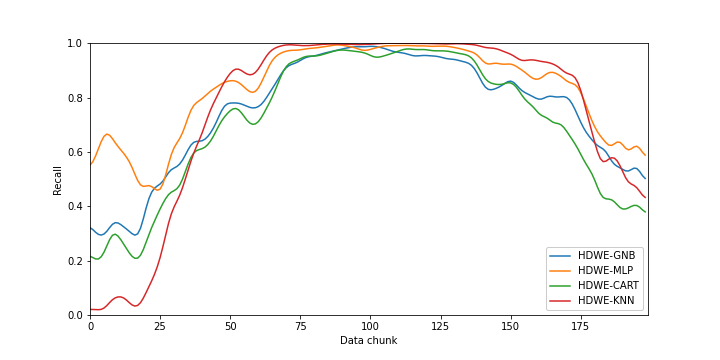 1.0
0.8
0.6
0.4
0.2
0.0
Recall
0 25 50 75 100 125 150 175
Data chunk
HDWE-GNB
HDWE-MLP
HDWE-CART
HDWE-KNN